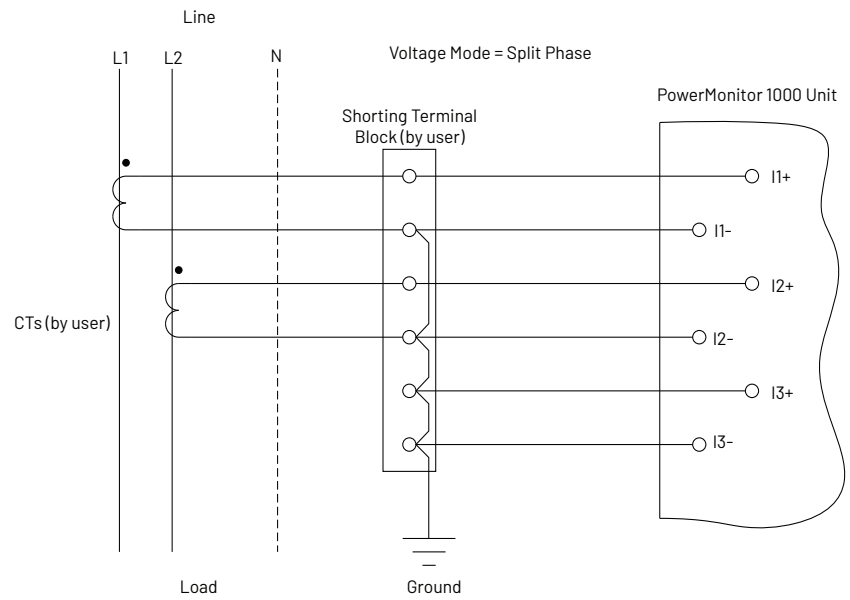 Line
L1
L2
N
Voltage Mode = Split Phase
PowerMonitor 1000 Unit
Shorting Terminal
Block (by user)
I1+
I1-
I2+
CTs (by user)
I2-
I3+
I3-
Load
Ground